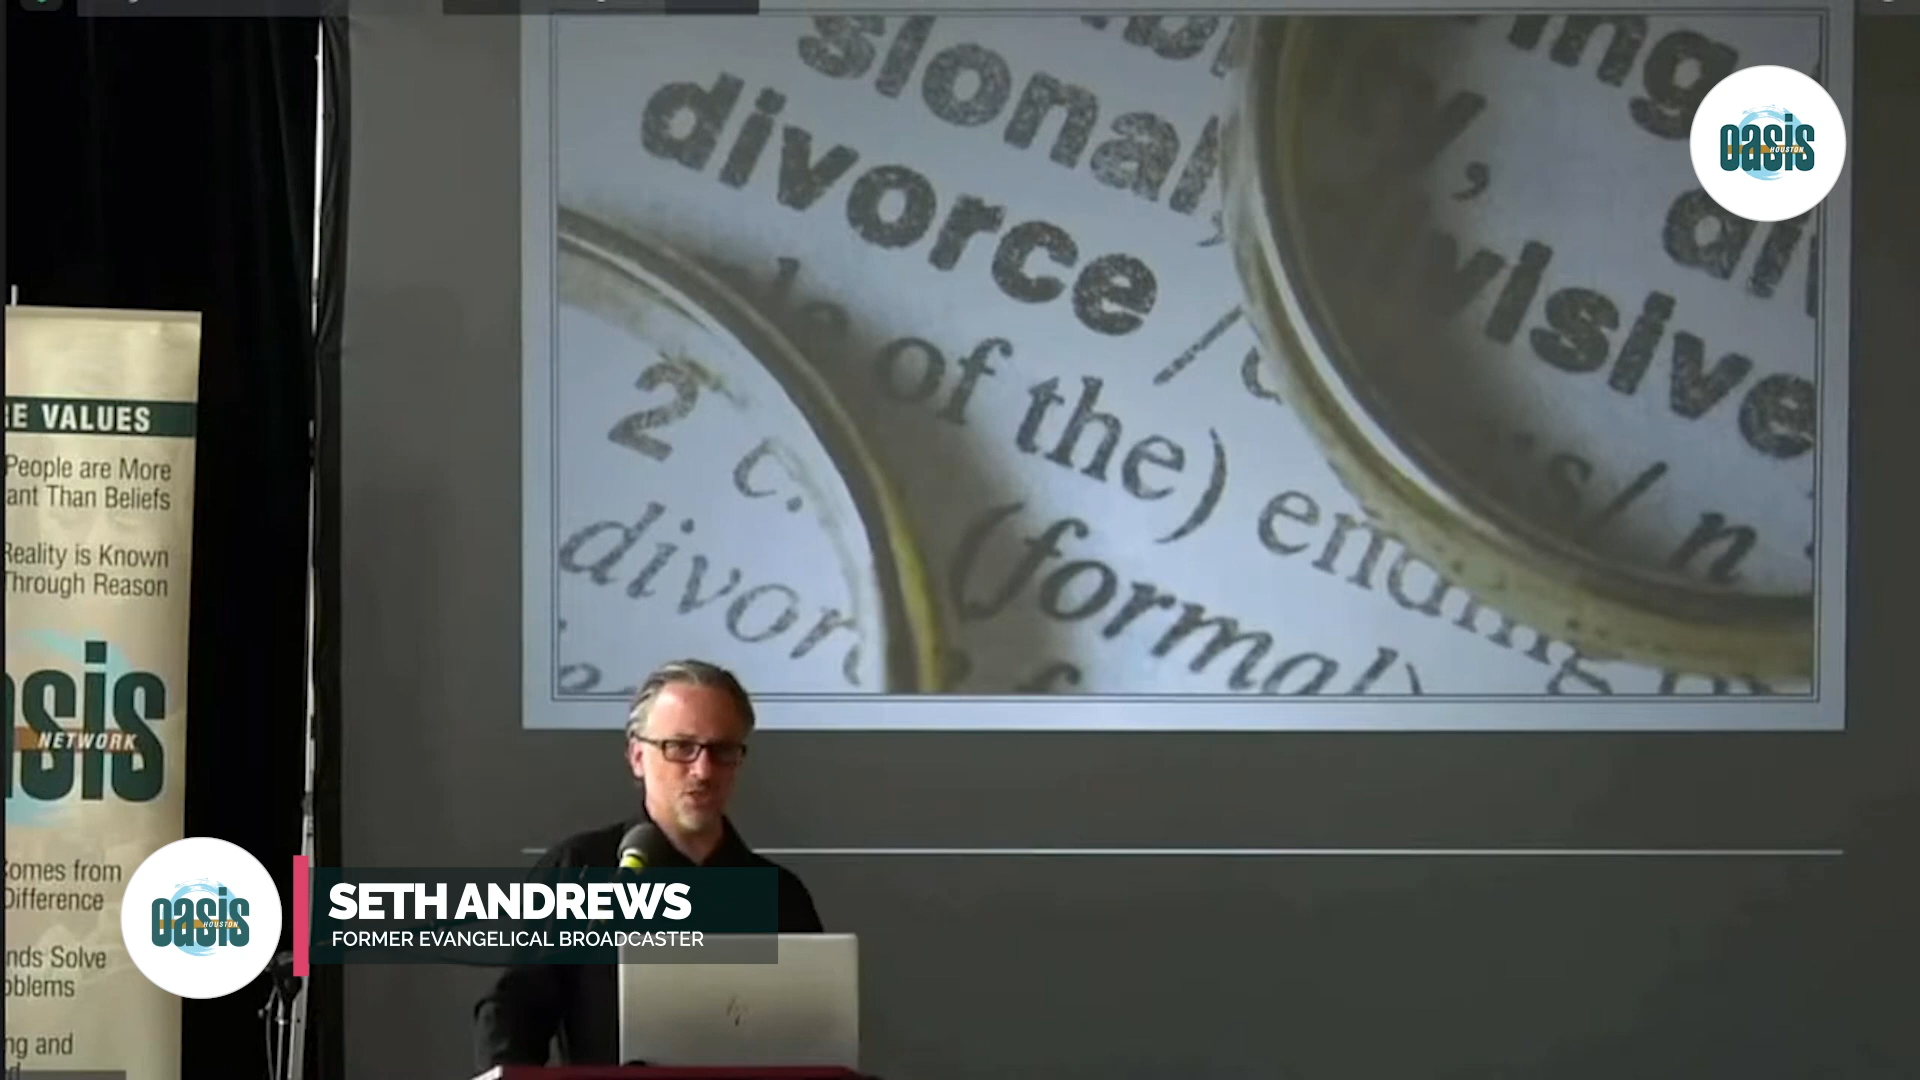 sional,
divorce /
of the) ending
(formal)
2 c.
divor
visive
s/ n
oasis
HOUSTON
RE VALUES
People are More
ant Than Beliefs
Reality is Known
Through Reason
asis
NETWORK
omes from
Difference
nds Solve
oblems
ng and
oasis
HOUSTON
SETH ANDREWS
FORMER EVANGELICAL BROADCASTER
hp